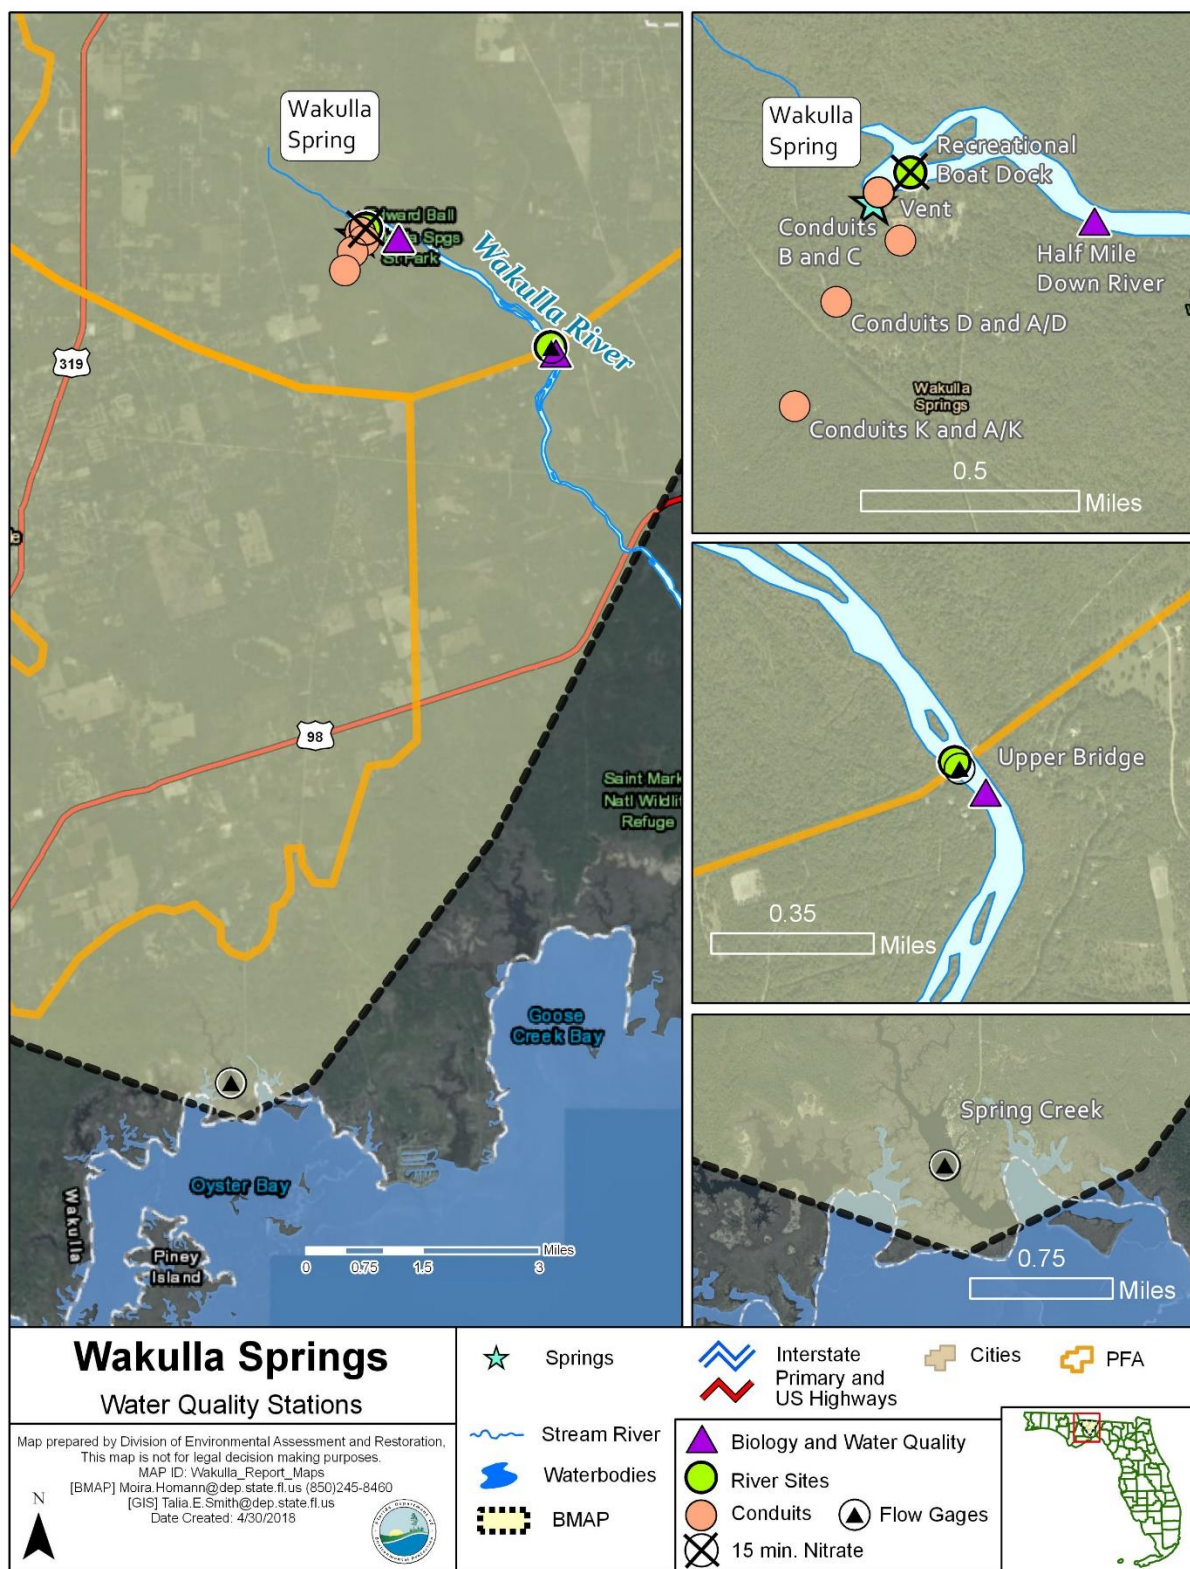 Wakulla
Spring
Edward Ball
Spgs
St Park
Wakulla River
319
98
Saint Mark
Natl Wildlif
Refuge
Goose
Creek Bay
Oyster Bay
Wakulla
Piney
Island
Miles
0 0.75 1.5 3
Wakulla
Spring
Recreational
Boat Dock
Vent
Conduits
B and C
Half Mile
Down River
Conduits D and A/D
Wakulla
Springs
Conduits K and A/K
0.5
Miles
Upper Bridge
0.35
Miles
Spring Creek
0.75
Miles
Wakulla Springs
Water Quality Stations
Map prepared by Division of Environmental Assessment and Restoration,
This map is not for legal decision making purposes.
MAP ID: Wakulla_Report_Maps
[BMAP] Moira.Homann@dep.state.fl.us (850)245-8460
[GIS] Talia.E.Smith@dep.state.fl.us
Date Created: 4/30/2018
N
Springs
Stream River
Waterbodies
BMAP
Interstate
Primary and
US Highways
Cities
PFA
Biology and Water Quality
River Sites
Conduits
Flow Gages
15 min. Nitrate